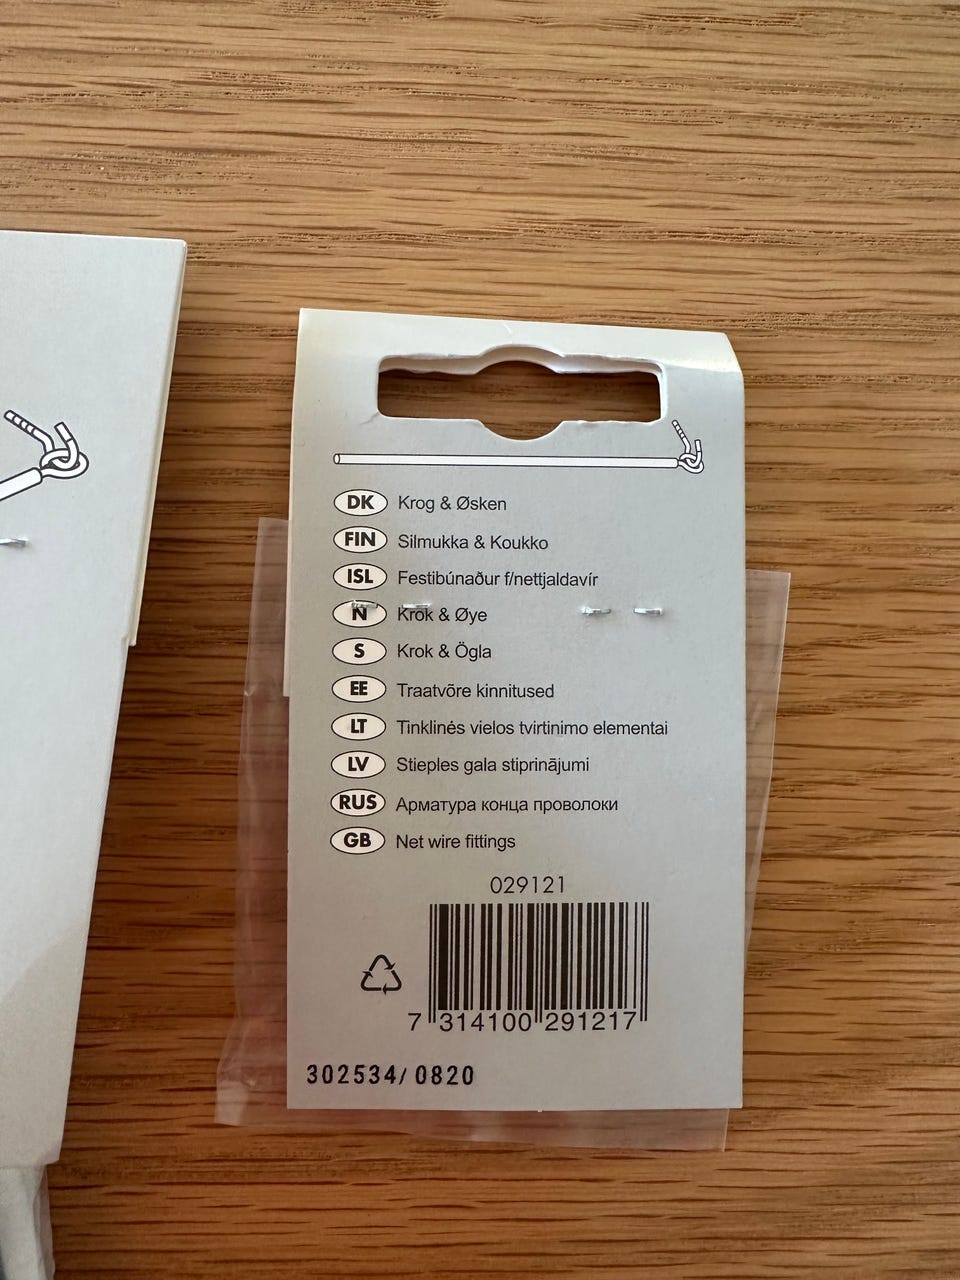 DK Krog & Øsken
FIN Silmukka & Koukko
ISL Festibúnaður f/nettjaldavír
N Krok & Øye
S Krok & Ögla
EE Traatvõre kinnitused
LT Tinklinės vielos tvirtinimo elementai
LV Stieples gala stiprinājumi
RUS Арматура конца проволоки
GB Net wire fittings
029121
7 314100 291217
302534/0820